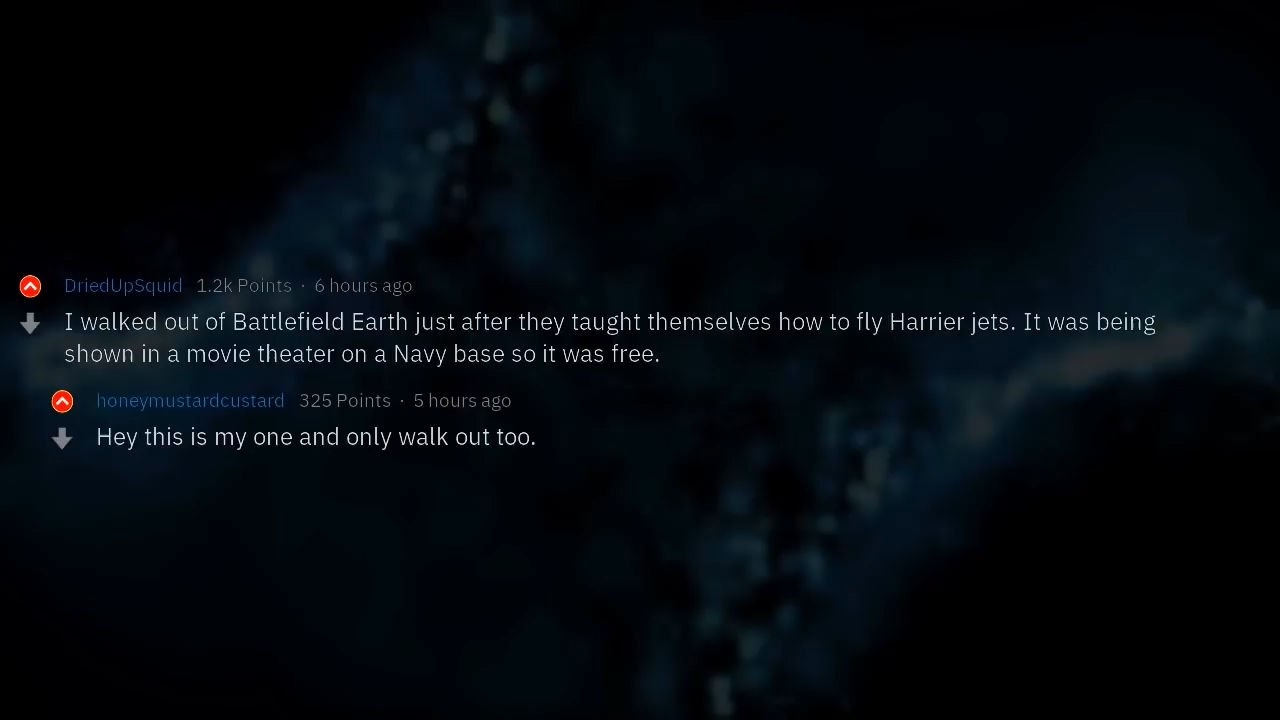 DriedUpSquid 1.2k Points · 6 hours ago
I walked out of Battlefield Earth just after they taught themselves how to fly Harrier jets. It was being
shown in a movie theater on a Navy base so it was free.
honeymustardcustard 325 Points · 5 hours ago
Hey this is my one and only walk out too.